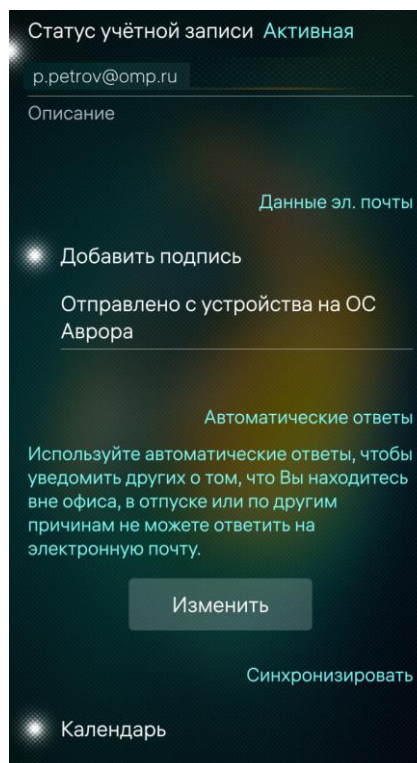 Статус учётной записи Активная
p.petrov@omp.ru
Описание
Данные эл. почты
Добавить подпись
Отправлено с устройства на ОС
Аврора
Автоматические ответы
Используйте автоматические ответы, чтобы
уведомить других о том, что Вы находитесь
вне офиса, в отпуске или по другим
причинам не можете ответить на
электронную почту.
Изменить
Синхронизировать
Календарь